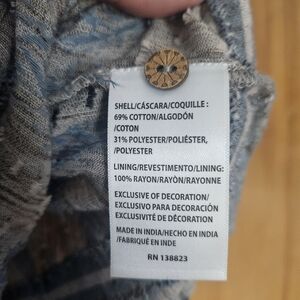 SHELL/CÁSCARA/COQUILLE :
69% COTTON/ALGODÓN
/COTON
31% POLYESTER/POLIÉSTER,
/POLYESTER
LINING/REVESTIMENTO/LINING:
100% RAYON/RAYÓN/RAYONNE
EXCLUSIVE OF DECORATION/
EXCLUSIVO PARA DECORACIÓN
EXCLUSIVITÉ DE DÉCORATION
MADE IN INDIA/HECHO EN INDIA
/FABRIQUÉ EN INDE
RN 138823